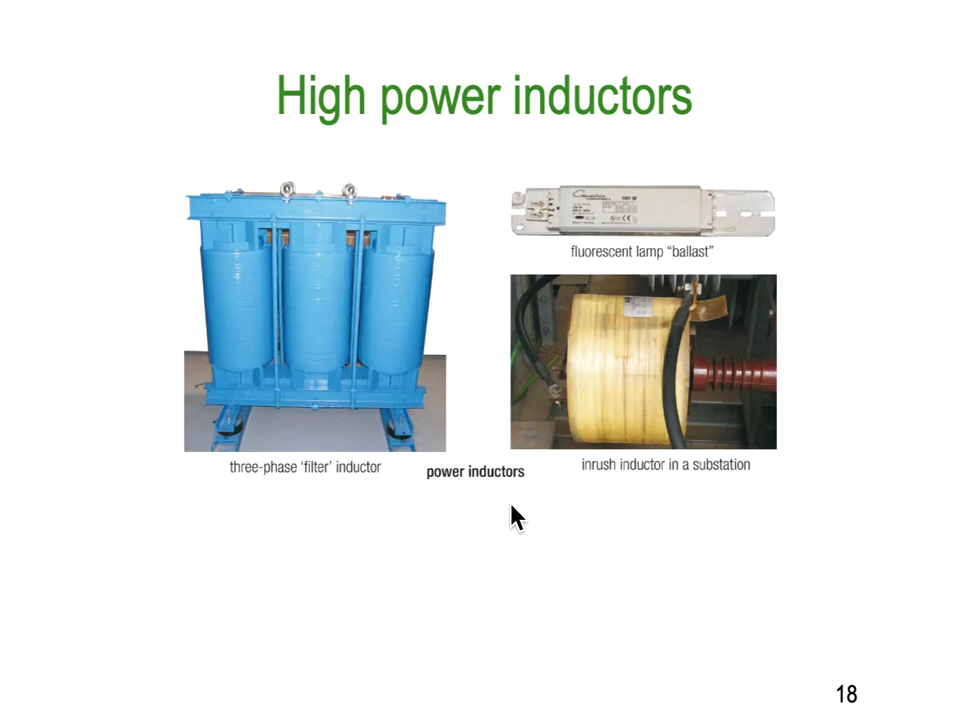 High power inductors
fluorescent lamp “ballast”
three-phase ‘filter’ inductor
inrush inductor in a substation
power inductors
18